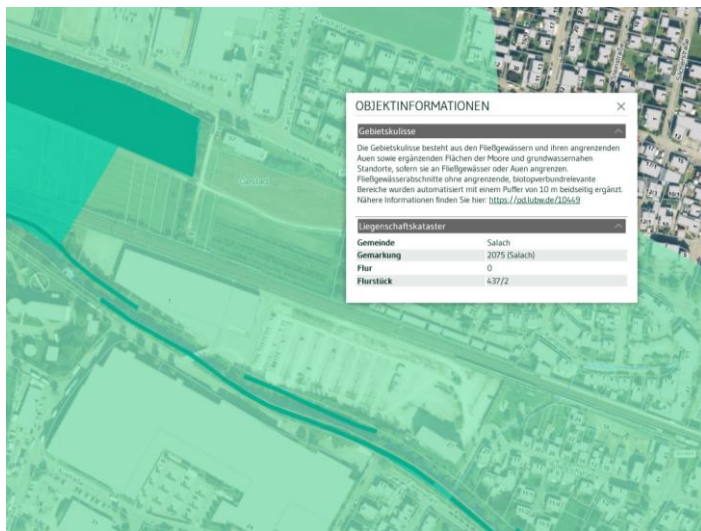 OBJEKTINFORMATIONEN
Gebietskulisse
Die Gebietskulisse besteht aus den Fließgewässern und ihren angrenzenden
Auen sowie ergänzenden Flächen der Moore und grundwassernahen
Standorte, sofern sie an Fließgewässer oder Auen angrenzen.
Fließgewässerabschnitte ohne angrenzende, biotopverbundrelevante
Bereiche wurden automatisiert mit einem Puffer von 10 m beidseitig ergänzt.
Nähere Informationen finden Sie hier: https://pd.lubw.de/10449
Liegenschaftskataster
Gemeinde Salach
Gemarkung 2075 (Salach)
Flur 0
Flurstück 437/2